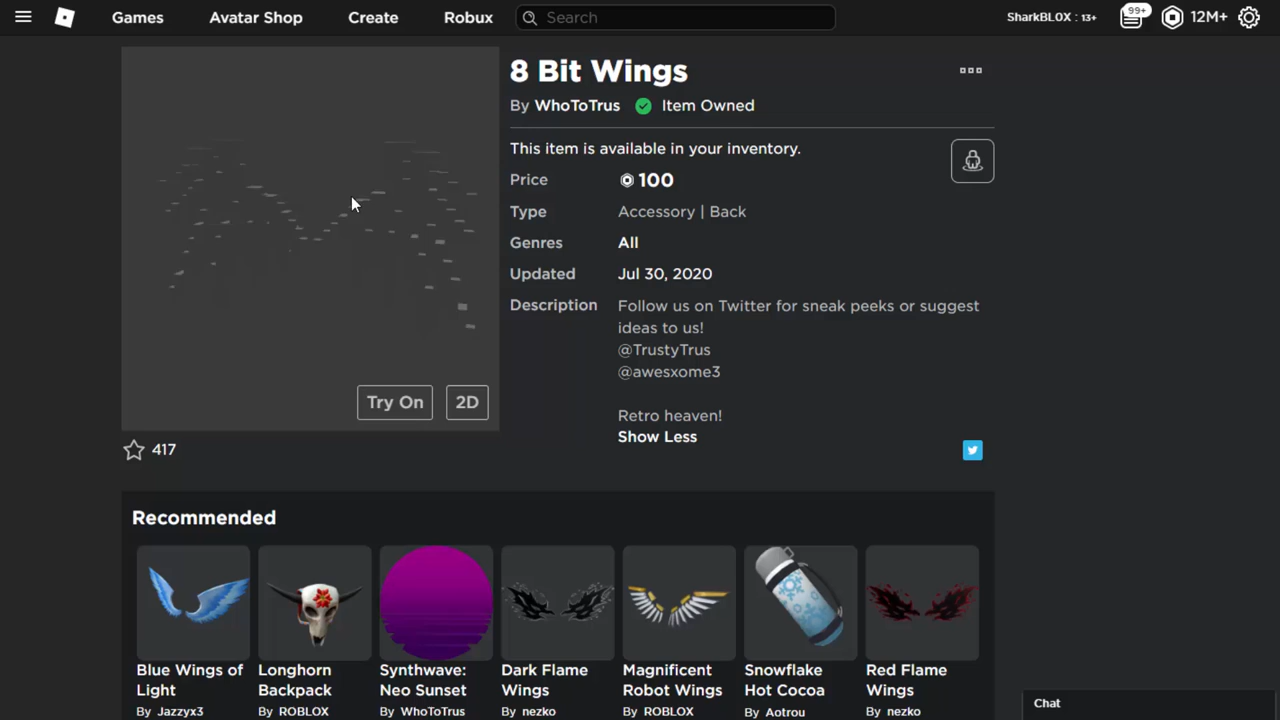 Games
Avatar Shop
Create
Robux
Search
SharkBLOX : 13+
99+
12M+
8 Bit Wings
By WhoToTrus
Item Owned
This item is available in your inventory.
Price 100
Type Accessory | Back
Genres All
Updated Jul 30, 2020
Description Follow us on Twitter for sneak peeks or suggest
ideas to us!
@TrustyTrus
@awesxome3
Retro heaven!
Show Less
Try On
2D
417
Recommended
Blue Wings of
Light
By Jazzyx3
Longhorn
Backpack
By ROBLOX
Synthwave:
Neo Sunset
By WhoToTrus
Dark Flame
Wings
By nezko
Magnificent
Robot Wings
By ROBLOX
Snowflake
Hot Cocoa
By Aotrou
Red Flame
Wings
By nezko
Chat